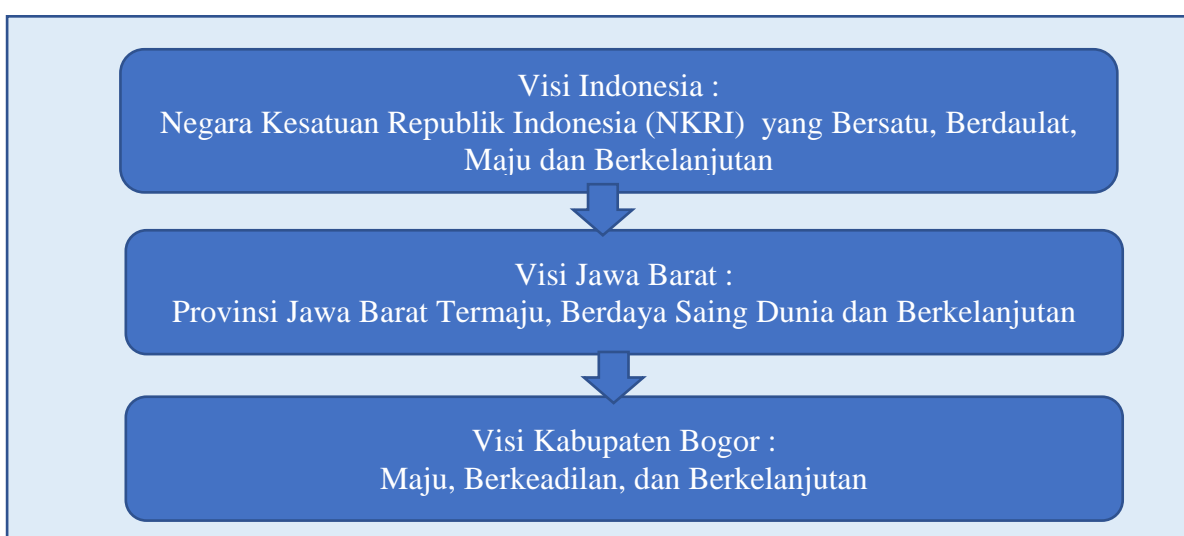 Visi Indonesia :
Negara Kesatuan Republik Indonesia (NKRI)  yang Bersatu, Berdaulat,
Maju dan Berkelanjutan
Visi Jawa Barat :
Provinsi Jawa Barat Termaju, Berdaya Saing Dunia dan Berkelanjutan
Visi Kabupaten Bogor :
Maju, Berkeadilan, dan Berkelanjutan